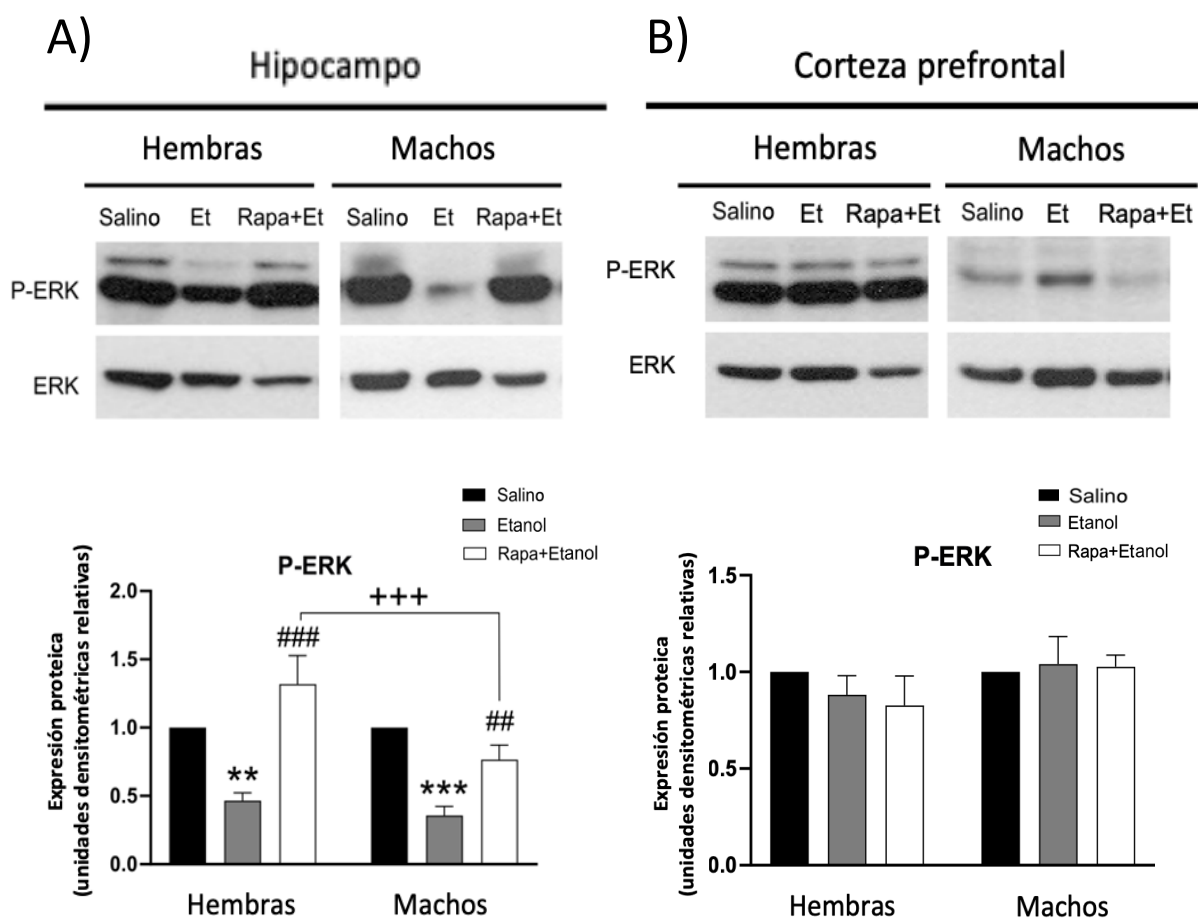 A)
Hipocampo
Hembras Machos
Salino Et Rapa+Et Salino Et Rapa+Et
P-ERK
ERK
Salino
Etanol
Rapa+Etanol
P-ERK
Expresión proteica
(unidades densitométricas relativas)
2.0
1.5
1.0
0.5
0.0
+++
###
**
##
***
Hembras Machos
B)
Corteza prefrontal
Hembras Machos
Salino Et Rapa+Et Salino Et Rapa+Et
P-ERK
ERK
Salino
Etanol
Rapa+Etanol
P-ERK
Expresión proteica
(unidades densitométricas relativas)
1.5
1.0
0.5
0.0
Hembras Machos